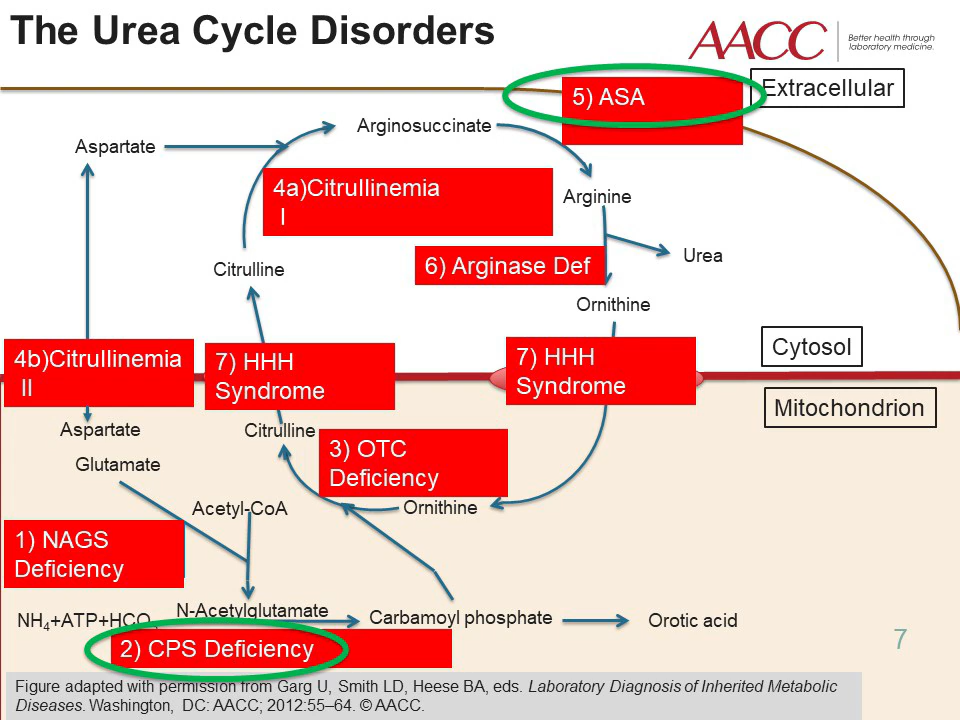 The Urea Cycle Disorders
AACC
Better health through
laboratory medicine.
Extracellular
5) ASA
Arginosuccinate
Aspartate
4a)Citrullinemia
I
Arginine
Urea
6) Arginase Def
Citrulline
Ornithine
Cytosol
4b)Citrullinemia
II
7) HHH
Syndrome
7) HHH
Syndrome
Mitochondrion
Aspartate
Citrulline
3) OTC
Deficiency
Glutamate
Acetyl-CoA
Ornithine
1) NAGS
Deficiency
N-Acetylglutamate
NH4+ATP+HCO
Carbamoyl phosphate
Orotic acid
2) CPS Deficiency
7
Figure adapted with permission from Garg U, Smith LD, Heese BA, eds. Laboratory Diagnosis of Inherited Metabolic
Diseases. Washington, DC: AACC; 2012:55–64. © AACC.